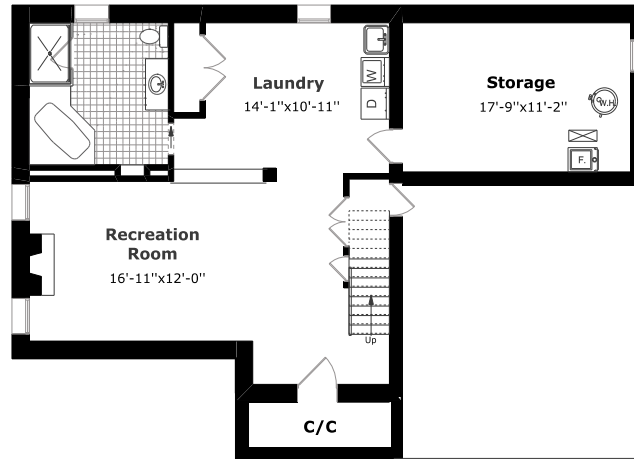 Laundry
14'-1"x10'-11"
W
D
Storage
17'-9"x11'-2"
W.H
F.
Recreation
Room
16'-11"x12'-0"
Up
C/C